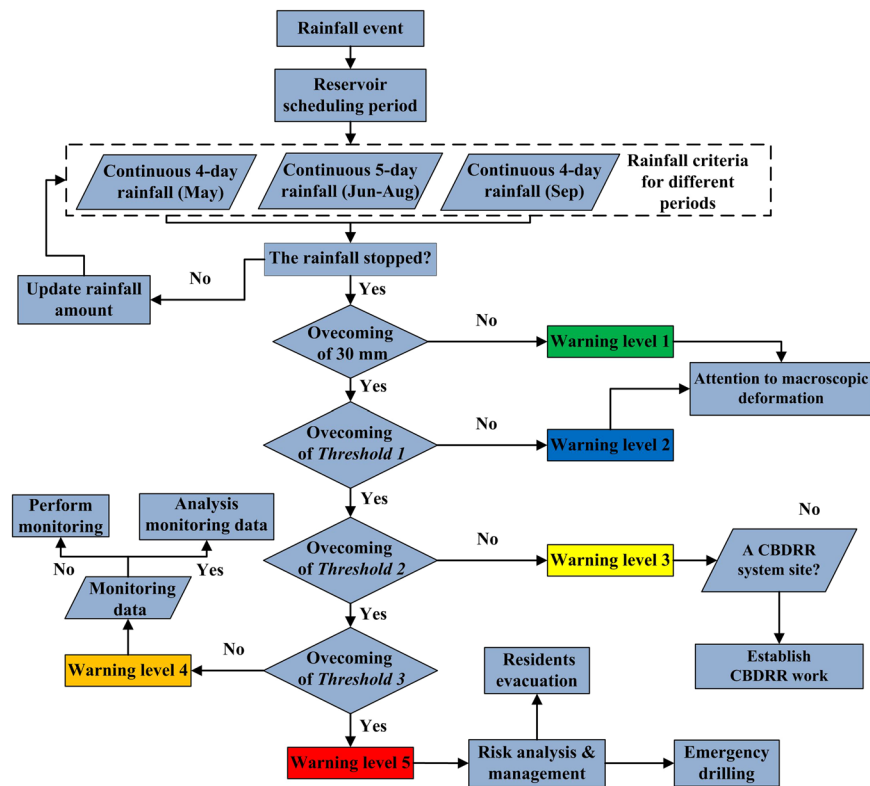 Rainfall event
Reservoir
scheduling period
Continuous 4-day
rainfall (May)
Continuous 5-day
rainfall (Jun-Aug)
Continuous 4-day
rainfall (Sep)
Rainfall criteria
for different
periods
The rainfall stopped?
No
Update rainfall
amount
Yes
Ovecoming
of 30 mm
No
Warning level 1
Attention to macroscopic
deformation
Yes
Ovecoming
of Threshold 1
No
Warning level 2
Yes
Perform
monitoring
Analysis
monitoring data
No
Yes
Monitoring
data
Ovecoming
of Threshold 2
No
Warning level 3
No
A CBDRR
system site?
Establish
CBDRR work
Yes
Ovecoming
of Threshold 3
No
Warning level 4
Yes
Warning level 5
Residents
evacuation
Risk analysis &
management
Emergency
drilling